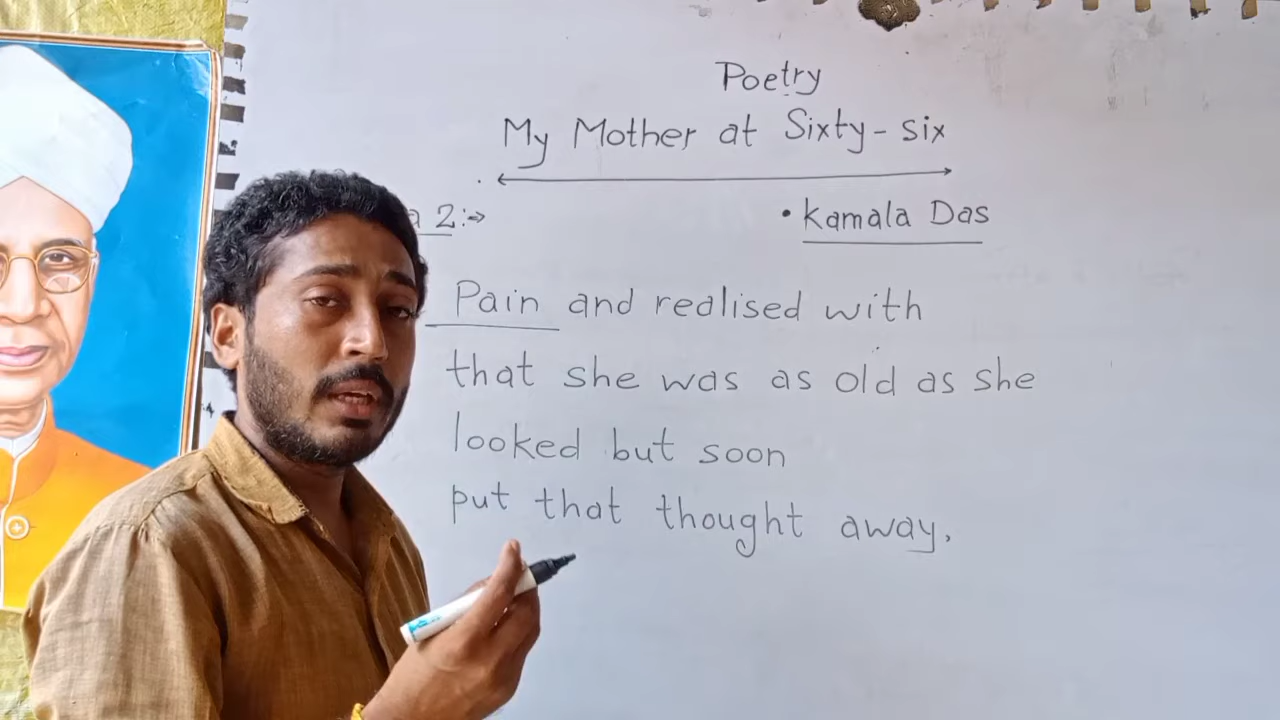 Poetry
My Mother at Sixty-six
2:→
• Kamala Das
Pain and realised with
that she was as old as she
looked but soon
put that thought away.